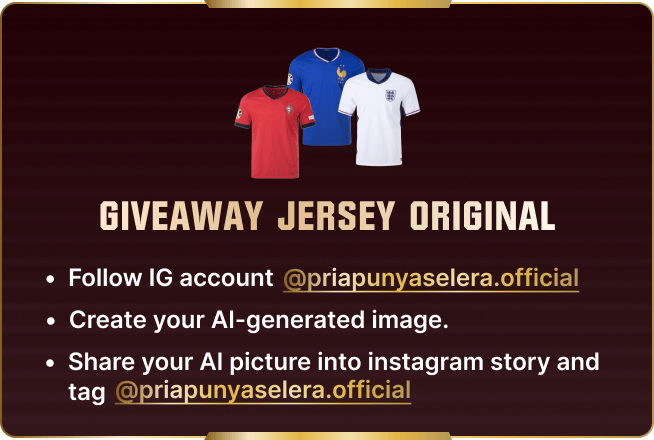 GIVEAWAY JERSEY ORIGINAL
• Follow IG account @priapunyaselera.official
• Create your AI-generated image.
• Share your AI picture into instagram story and
tag @priapunyaselera.official